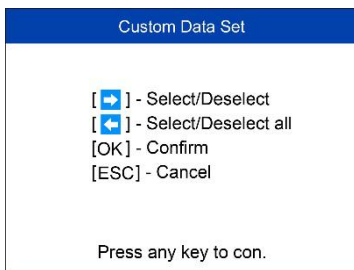 Custom Data Set
[➡] - Select/Deselect
[⬅] - Select/Deselect all
[OK] - Confirm
[ESC] - Cancel
Press any key to con.